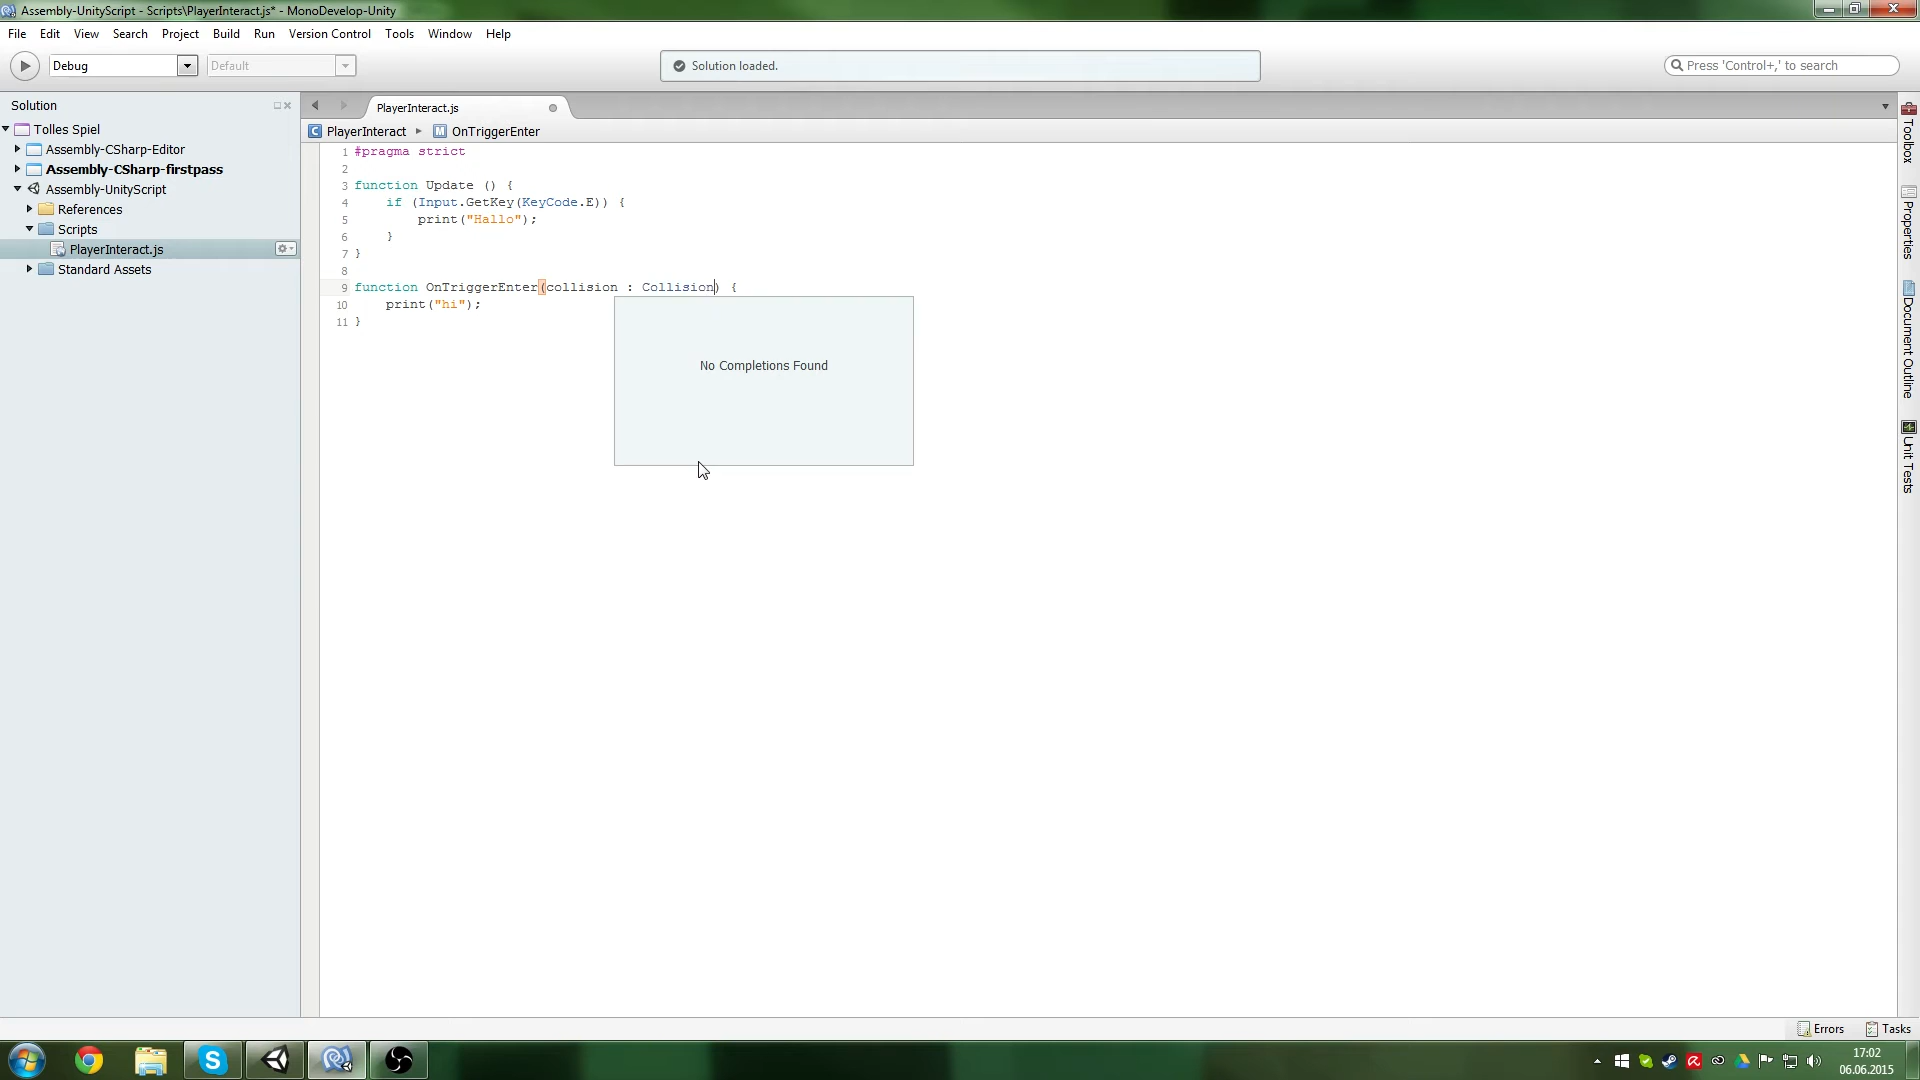 Assembly-UnityScript - Scripts\PlayerInteract.js* - MonoDevelop-Unity
File Edit View Search Project Build Run Version Control Tools Window Help
Debug Default Solution loaded. Press 'Control+,' to search
Solution
Tolles Spiel
Assembly-CSharp-Editor
Assembly-CSharp-firstpass
Assembly-UnityScript
References
Scripts
PlayerInteract.js
Standard Assets
PlayerInteract.js
PlayerInteract OnTriggerEnter
1 #pragma strict
2
3 function Update () {
4 if (Input.GetKey(KeyCode.E)) {
5 print("Hallo");
6 }
7 }
8
9 function OnTriggerEnter(collision : Collision) {
10 print("hi");
11 }
No Completions Found
Toolbox
Properties
Document Outline
Unit Tests
Errors Tasks
17:02
06.06.2015